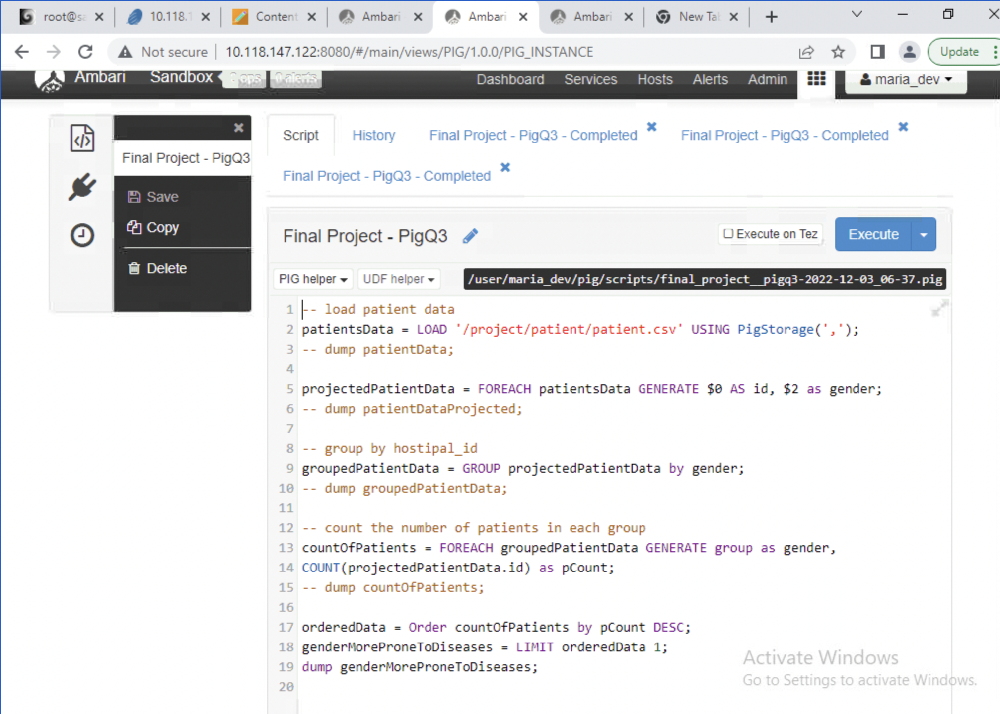 root@sa
10.118.1
Content
Ambari
Ambari
Ambari
New Tab
Not secure
10.118.147.122:8080/#/main/views/PIG/1.0.0/PIG_INSTANCE
Update
Ambari Sandbox 0 ops 0 alerts Dashboard Services Hosts Alerts Admin maria_dev
Final Project - PigQ3
Save
Copy
Delete
Script History Final Project - PigQ3 - Completed Final Project - PigQ3 - Completed
Final Project - PigQ3 - Completed
Final Project - PigQ3
Execute on Tez
Execute
PIG helper UDF helper /user/maria_dev/pig/scripts/final_project__pigq3-2022-12-03_06-37.pig
1 -- load patient data
2 patientsData = LOAD '/project/patient/patient.csv' USING PigStorage(',');
3 -- dump patientData;
4
5 projectedPatientData = FOREACH patientsData GENERATE $0 AS id, $2 as gender;
6 -- dump patientDataProjected;
7
8 -- group by hostipal_id
9 groupedPatientData = GROUP projectedPatientData by gender;
10 -- dump groupedPatientData;
11
12 -- count the number of patients in each group
13 countOfPatients = FOREACH groupedPatientData GENERATE group as gender,
14 COUNT(projectedPatientData.id) as pCount;
15 -- dump countOfPatients;
16
17 orderedData = Order countOfPatients by pCount DESC;
18 genderMoreProneToDiseases = LIMIT orderedData 1;
19 dump genderMoreProneToDiseases;
20
Activate Windows
Go to Settings to activate Windows.